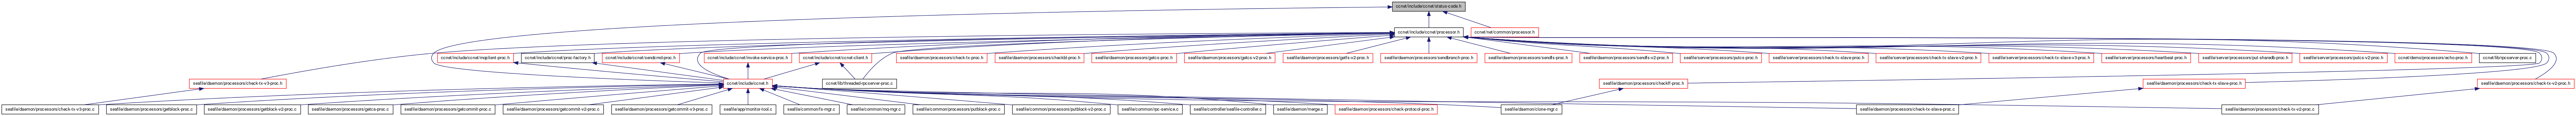 ccnet/include/ccnet/status-code.h
ccnet/include/ccnet/processor.h
ccnet/net/common/processor.h
ccnet/include/ccnet/mqclient-proc.h
ccnet/include/ccnet/proc-factory.h
ccnet/include/ccnet/sendcmd-proc.h
ccnet/include/ccnet/invoke-service-proc.h
ccnet/include/ccnet/ccnet-client.h
seafile/daemon/processors/check-tx-proc.h
seafile/daemon/processors/checkbl-proc.h
seafile/daemon/processors/getcs-proc.h
seafile/daemon/processors/getcs-v2-proc.h
seafile/daemon/processors/getfs-v2-proc.h
seafile/daemon/processors/sendbranch-proc.h
seafile/daemon/processors/sendfs-proc.h
seafile/daemon/processors/sendfs-v2-proc.h
seafile/server/processors/putcs-proc.h
seafile/server/processors/check-tx-slave-proc.h
seafile/server/processors/check-tx-slave-v2-proc.h
seafile/server/processors/check-tx-slave-v3-proc.h
seafile/server/processors/heartbeat-proc.h
seafile/server/processors/put-sharedb-proc.h
seafile/server/processors/putcs-v2-proc.h
ccnet/demo/processors/echo-proc.h
ccnet/lib/rpcserver-proc.c
seafile/daemon/processors/check-tx-v3-proc.h
ccnet/include/ccnet.h
ccnet/lib/threaded-rpcserver-proc.c
seafile/daemon/processors/checkff-proc.h
seafile/daemon/processors/check-tx-slave-proc.h
seafile/daemon/processors/check-tx-v2-proc.h
seafile/daemon/processors/check-tx-v3-proc.c
seafile/daemon/processors/getblock-proc.c
seafile/daemon/processors/getblock-v2-proc.c
seafile/daemon/processors/getcs-proc.c
seafile/daemon/processors/getcommit-proc.c
seafile/daemon/processors/getcommit-v2-proc.c
seafile/daemon/processors/getcommit-v3-proc.c
seafile/app/monitor-tool.c
seafile/common/fs-mgr.c
seafile/common/mq-mgr.c
seafile/common/processors/putblock-proc.c
seafile/common/processors/putblock-v2-proc.c
seafile/common/rpc-service.c
seafile/controller/seafile-controller.c
seafile/daemon/merge.c
seafile/daemon/processors/check-protocol-proc.h
seafile/daemon/clone-mgr.c
seafile/daemon/processors/check-tx-slave-proc.c
seafile/daemon/processors/check-tx-v2-proc.c